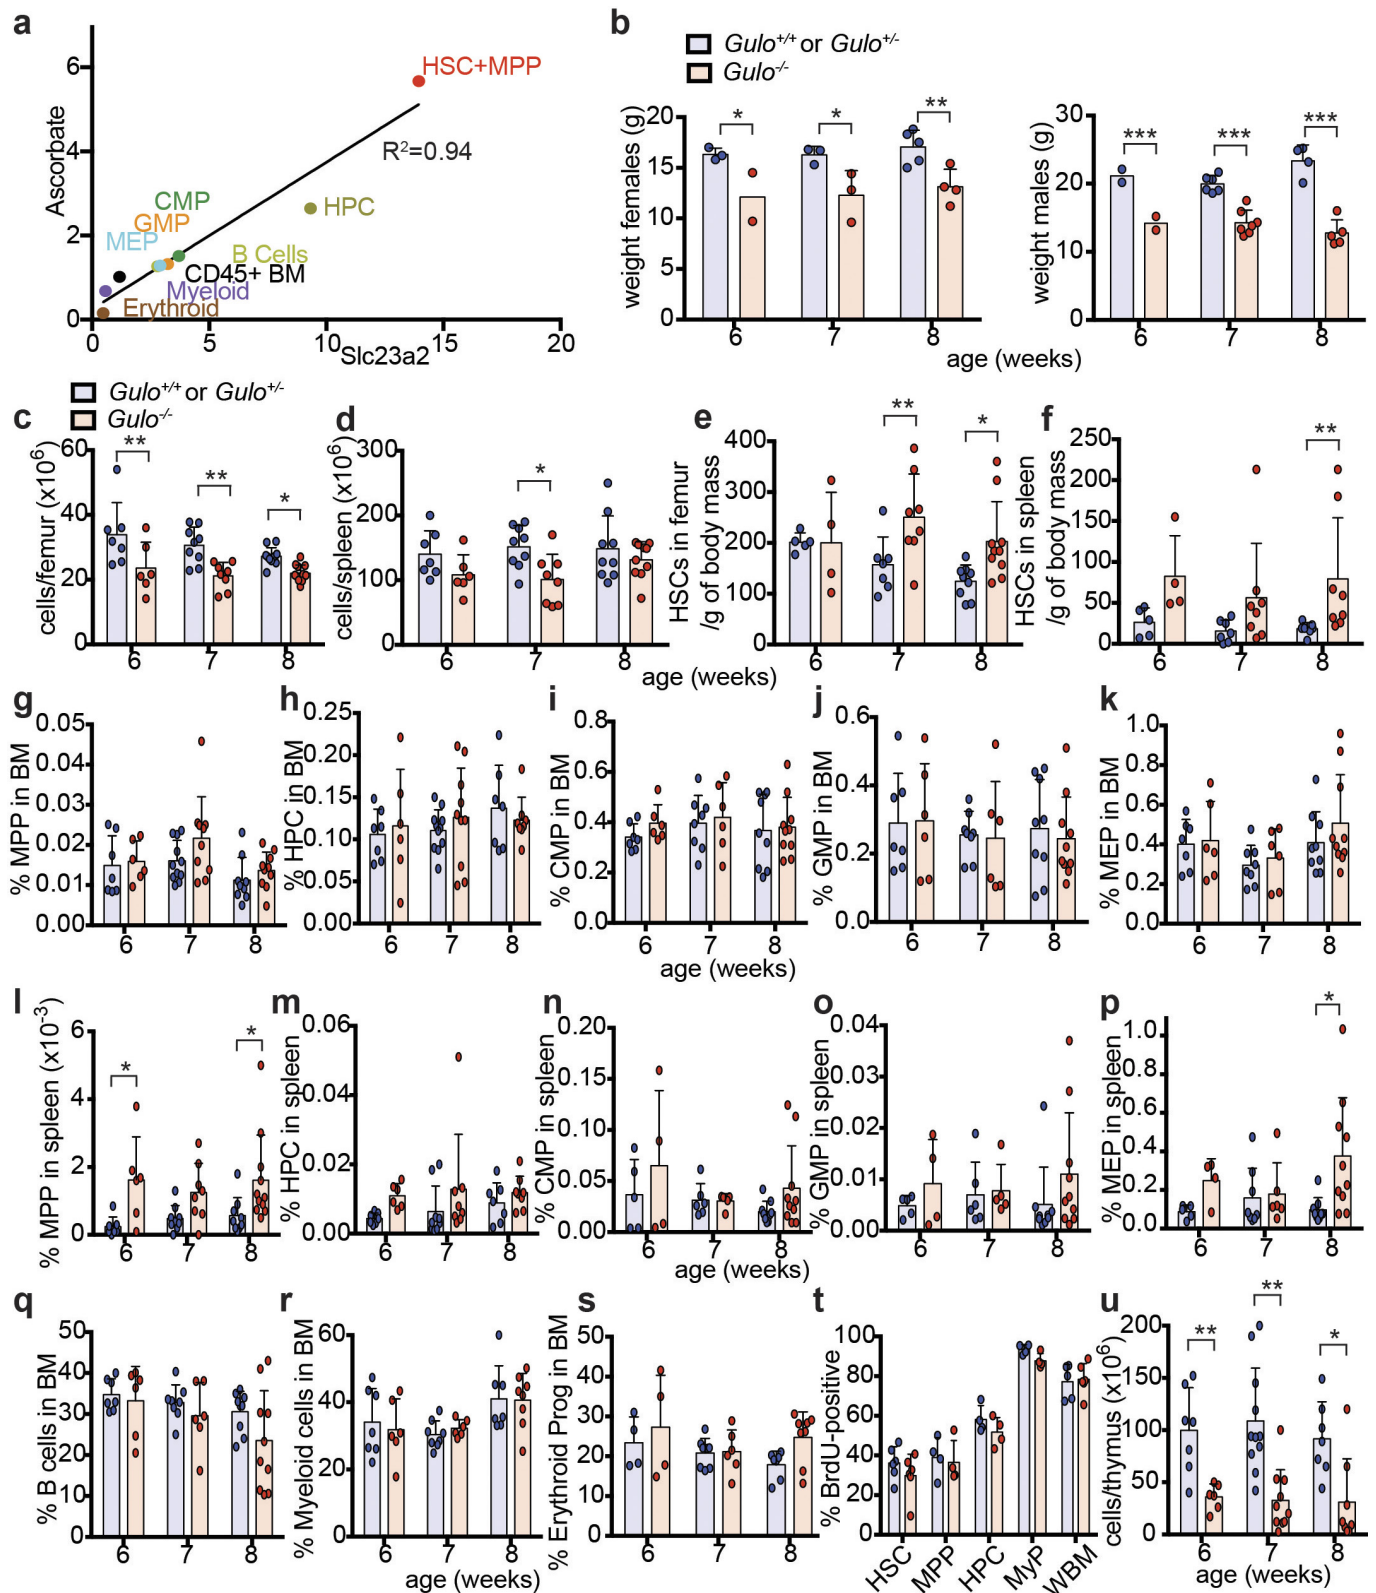 a
Ascorbate
6
4
2
0
0
5
10
15
20
Slc23a2
HSC+MPP
R²=0.94
HPC
CMP
GMP
MEP
B Cells
CD45+ BM
Myeloid
Erythroid
b
Gulo+/+ or Gulo+/-
Gulo-/-
weight females (g)
20
15
10
5
0
*
*
**
6
7
8
weight males (g)
30
20
10
0
***
***
***
6
7
8
age (weeks)
Gulo+/+ or Gulo+/-
Gulo-/-
c
cells/femur (x10⁶)
60
40
20
0
**
**
*
6
7
8
d
cells/spleen (x10⁶)
300
200
100
0
*
6
7
8
e
HSCs in femur
/g of body mass
400
300
200
100
0
**
*
6
7
8
f
HSCs in spleen
/g of body mass
250
200
150
100
50
0
**
6
7
8
age (weeks)
g
% MPP in BM
0.05
0.04
0.03
0.02
0.01
0.00
6
7
8
h
% HPC in BM
0.25
0.20
0.15
0.10
0.05
0.00
6
7
8
i
% CMP in BM
0.8
0.6
0.4
0.2
0.0
6
7
8
j
% GMP in BM
0.6
0.4
0.2
0.0
6
7
8
k
% MEP in BM
1.0
0.8
0.6
0.4
0.2
0.0
6
7
8
age (weeks)
l
% MPP in spleen (x10⁻³)
6
4
2
0
*
*
6
7
8
m
% HPC in spleen
0.06
0.04
0.02
0.00
6
7
8
n
% CMP in spleen
0.20
0.15
0.10
0.05
0.00
6
7
8
o
% GMP in spleen
0.04
0.03
0.02
0.01
0.00
6
7
8
p
% MEP in spleen
1.0
0.8
0.6
0.4
0.2
0.0
*
6
7
8
age (weeks)
q
% B cells in BM
50
40
30
20
10
0
6
7
8
r
% Myeloid cells in BM
60
40
20
0
6
7
8
s
% Erythroid Prog in BM
50
40
30
20
10
0
6
7
8
t
% BrdU-positive
100
80
60
40
20
0
HSC
MPP
HPC
MyP
WBM
u
cells/thymus (x10⁶)
200
150
100
50
0
**
**
*
6
7
8
age (weeks)
age (weeks)